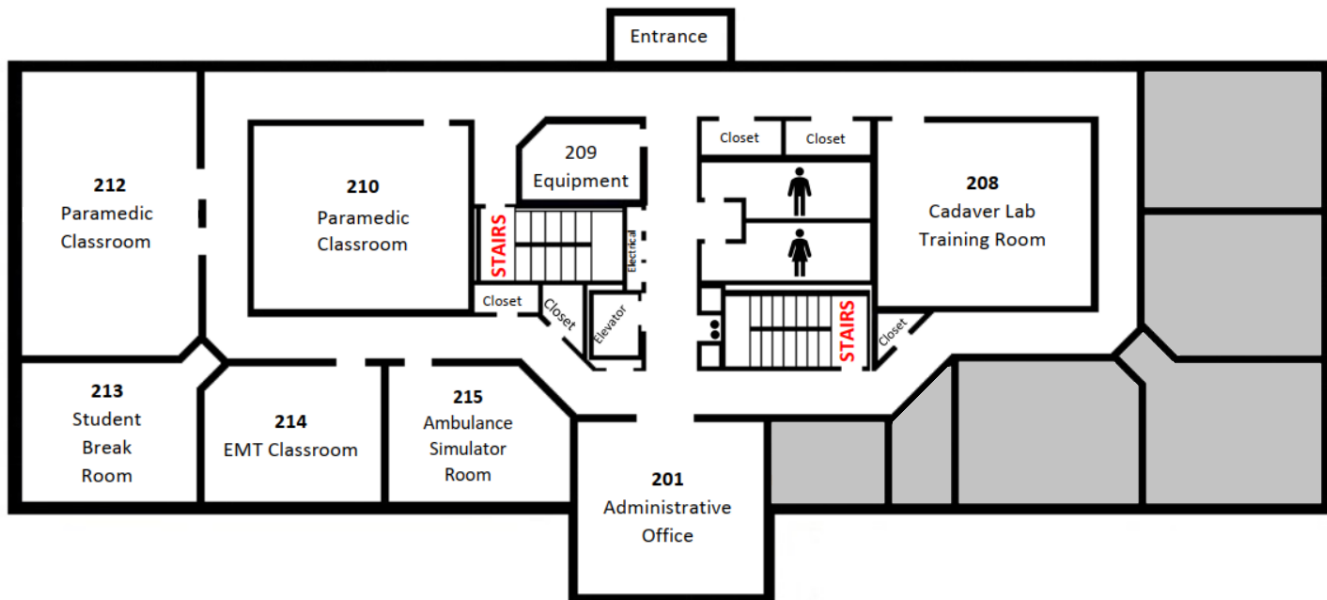 Entrance
212
Paramedic
Classroom
210
Paramedic
Classroom
209
Equipment
Closet
Closet
208
Cadaver Lab
Training Room
STAIRS
Electrical
Closet
Closet
Elevator
STAIRS
Closet
213
Student
Break
Room
214
EMT Classroom
215
Ambulance
Simulator
Room
201
Administrative
Office